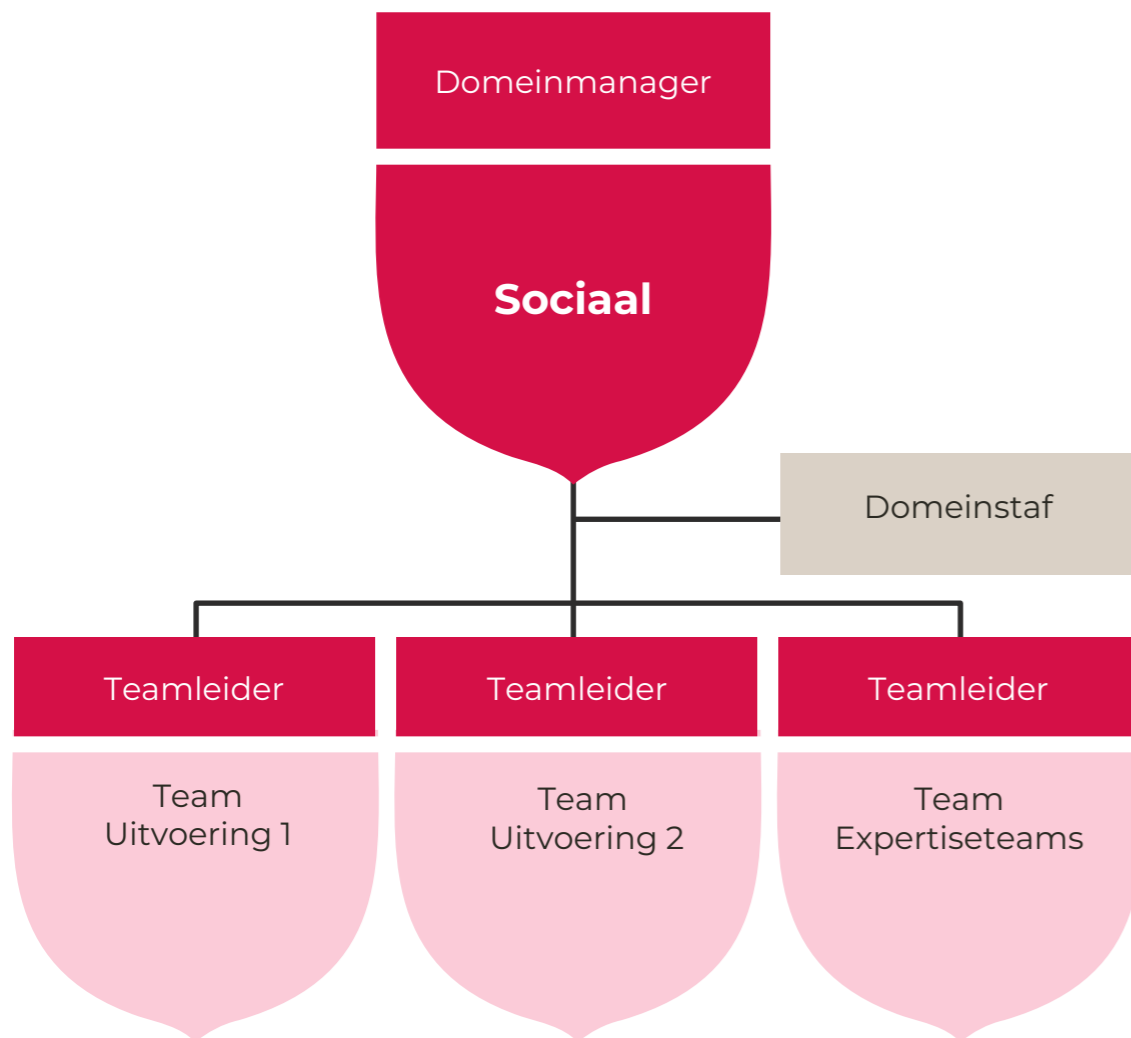 Domeinmanager
Sociaal
Domeinstaf
Teamleider
Teamleider
Teamleider
Team
Uitvoering 1
Team
Uitvoering 2
Team
Expertiseteams